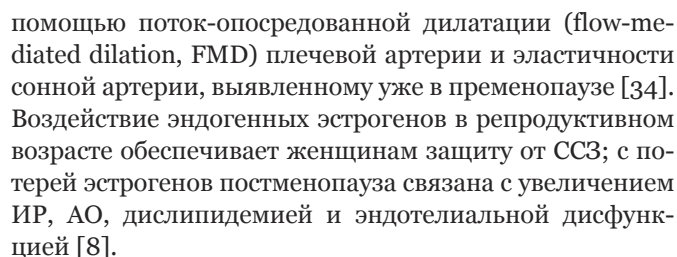 помощью поток-опосредованной дилатации (flow-me-
diated dilation, FMD) плечевой артерии и эластичности
сонной артерии, выявленному уже в пременопаузе [34].
Воздействие эндогенных эстрогенов в репродуктивном
возрасте обеспечивает женщинам защиту от ССЗ; с по-
терей эстрогенов постменопауза связана с увеличением
ИР, АО, дислипидемией и эндотелиальной дисфунк-
цией [8].